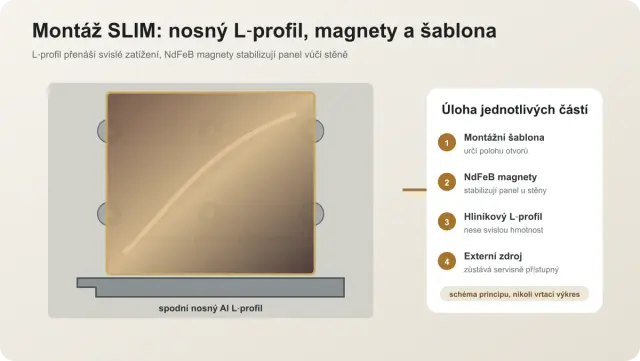 Montáž SLIM: nosný L-profil, magnety a šablona
L-profil přenáší svislé zatížení, NdFeB magnety stabilizují panel vůči stěně
spodní nosný Al L-profil
Úloha jednotlivých částí
1 Montážní šablona
určí polohu otvorů
2 NdFeB magnety
stabilizují panel u stěny
3 Hliníkový L-profil
nese svislou hmotnost
4 Externí zdroj
zůstává servisně přístupný
schéma principu, nikoli vrtací výkres